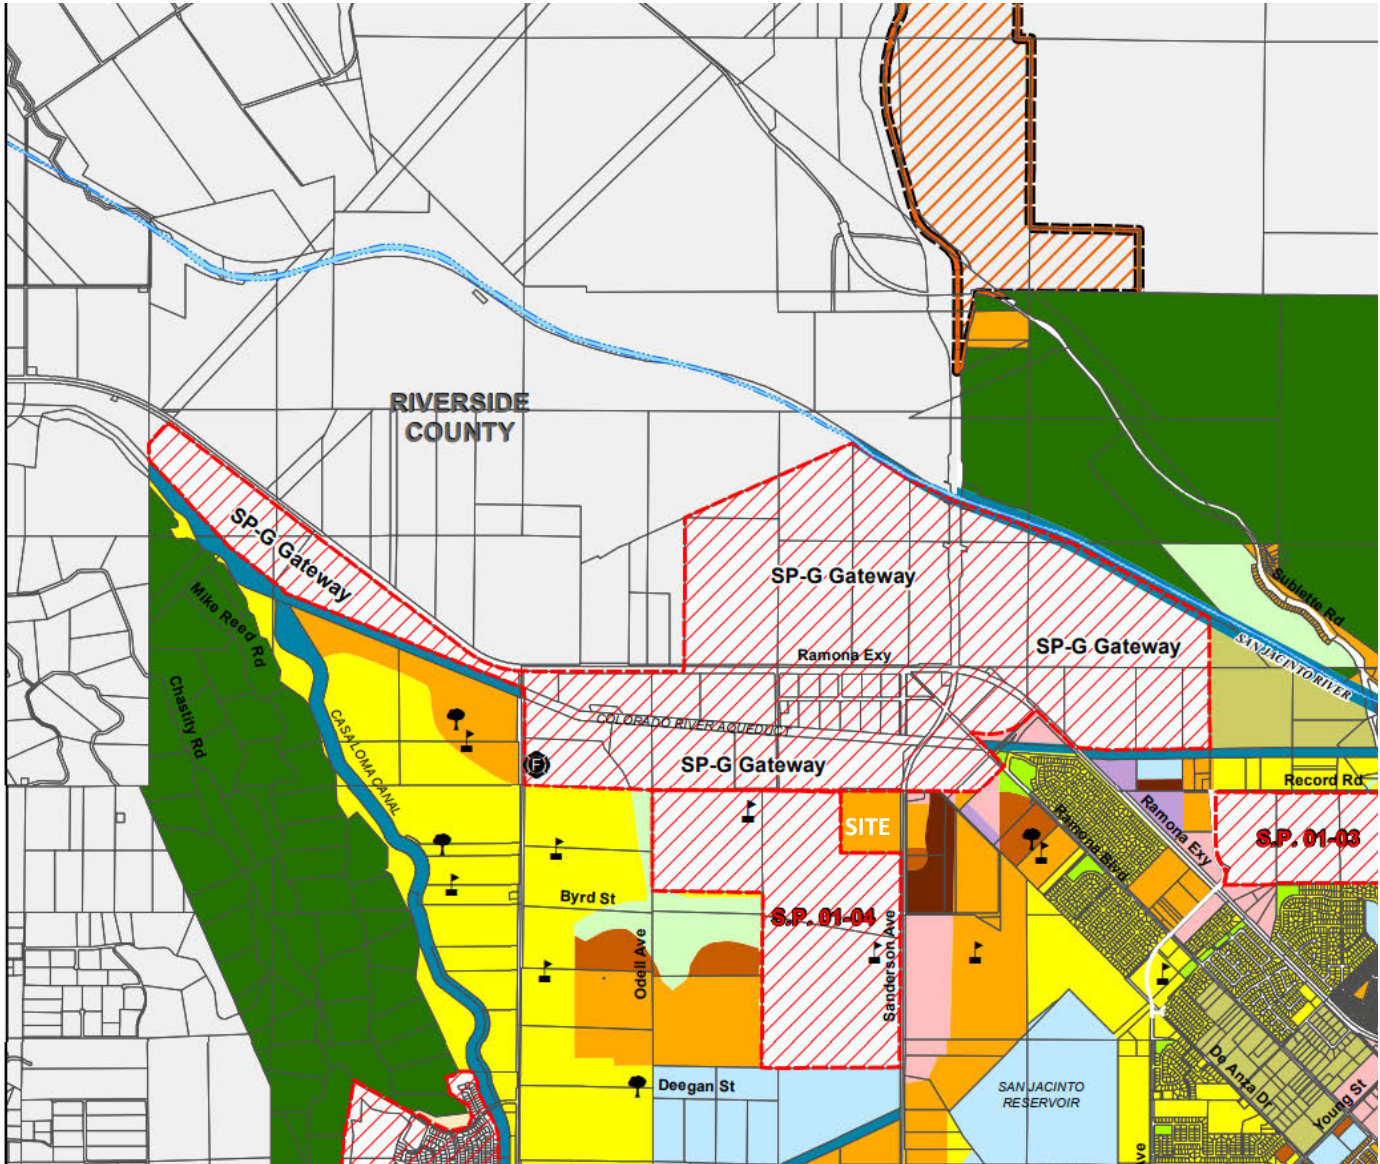 RIVERSIDE
COUNTY
SP-G Gateway
SP-G Gateway
SP-G Gateway
Sublette Rd
Mike Reed Rd
SAN JACINTO RIVER
Ramona Exy
Chastity Rd
CASALOMA CANAL
COLORADO RIVER AQUEDUCT
F
SP-G Gateway
Record Rd
Ramona Exy
Ramona Blvd
SITE
S.P. 01-03
Byrd St
S.P. 01-04
Odell Ave
Sanderson Ave
Deegan St
SAN JACINTO
RESERVOIR
De Anza Dr
Young St
Ave